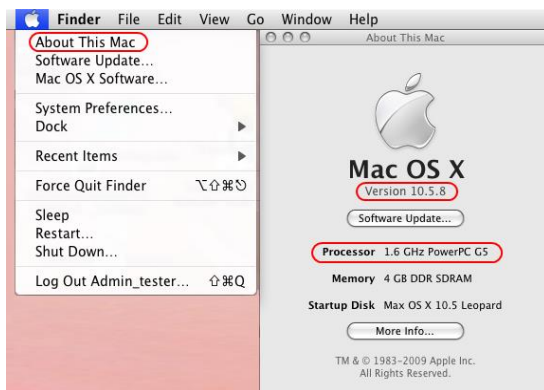 Finder File Edit View Go Window Help
About This Mac
Software Update...
Mac OS X Software...
System Preferences...
Dock
Recent Items
Force Quit Finder ⌥⇧⌘⎋
Sleep
Restart...
Shut Down...
Log Out Admin_tester... ⇧⌘Q
About This Mac
Mac OS X
Version 10.5.8
Software Update...
Processor 1.6 GHz PowerPC G5
Memory 4 GB DDR SDRAM
Startup Disk Max OS X 10.5 Leopard
More Info...
TM & © 1983-2009 Apple Inc.
All Rights Reserved.